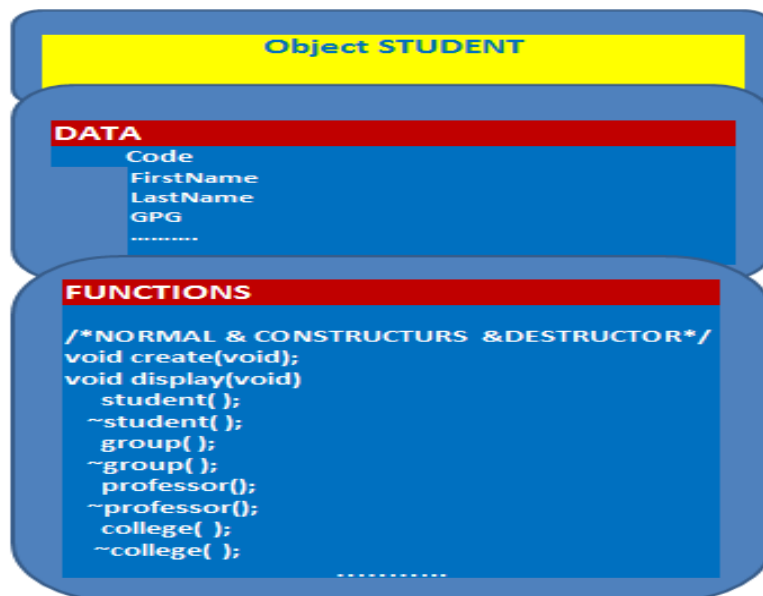 Object STUDENT
DATA
Code
FirstName
LastName
GPG
..........
FUNCTIONS
/*NORMAL & CONSTRUCTURS &DESTRUCTOR*/
void create(void);
void display(void)
student( );
~student( );
group( );
~group( );
professor();
~professor();
college( );
~college( );
...........